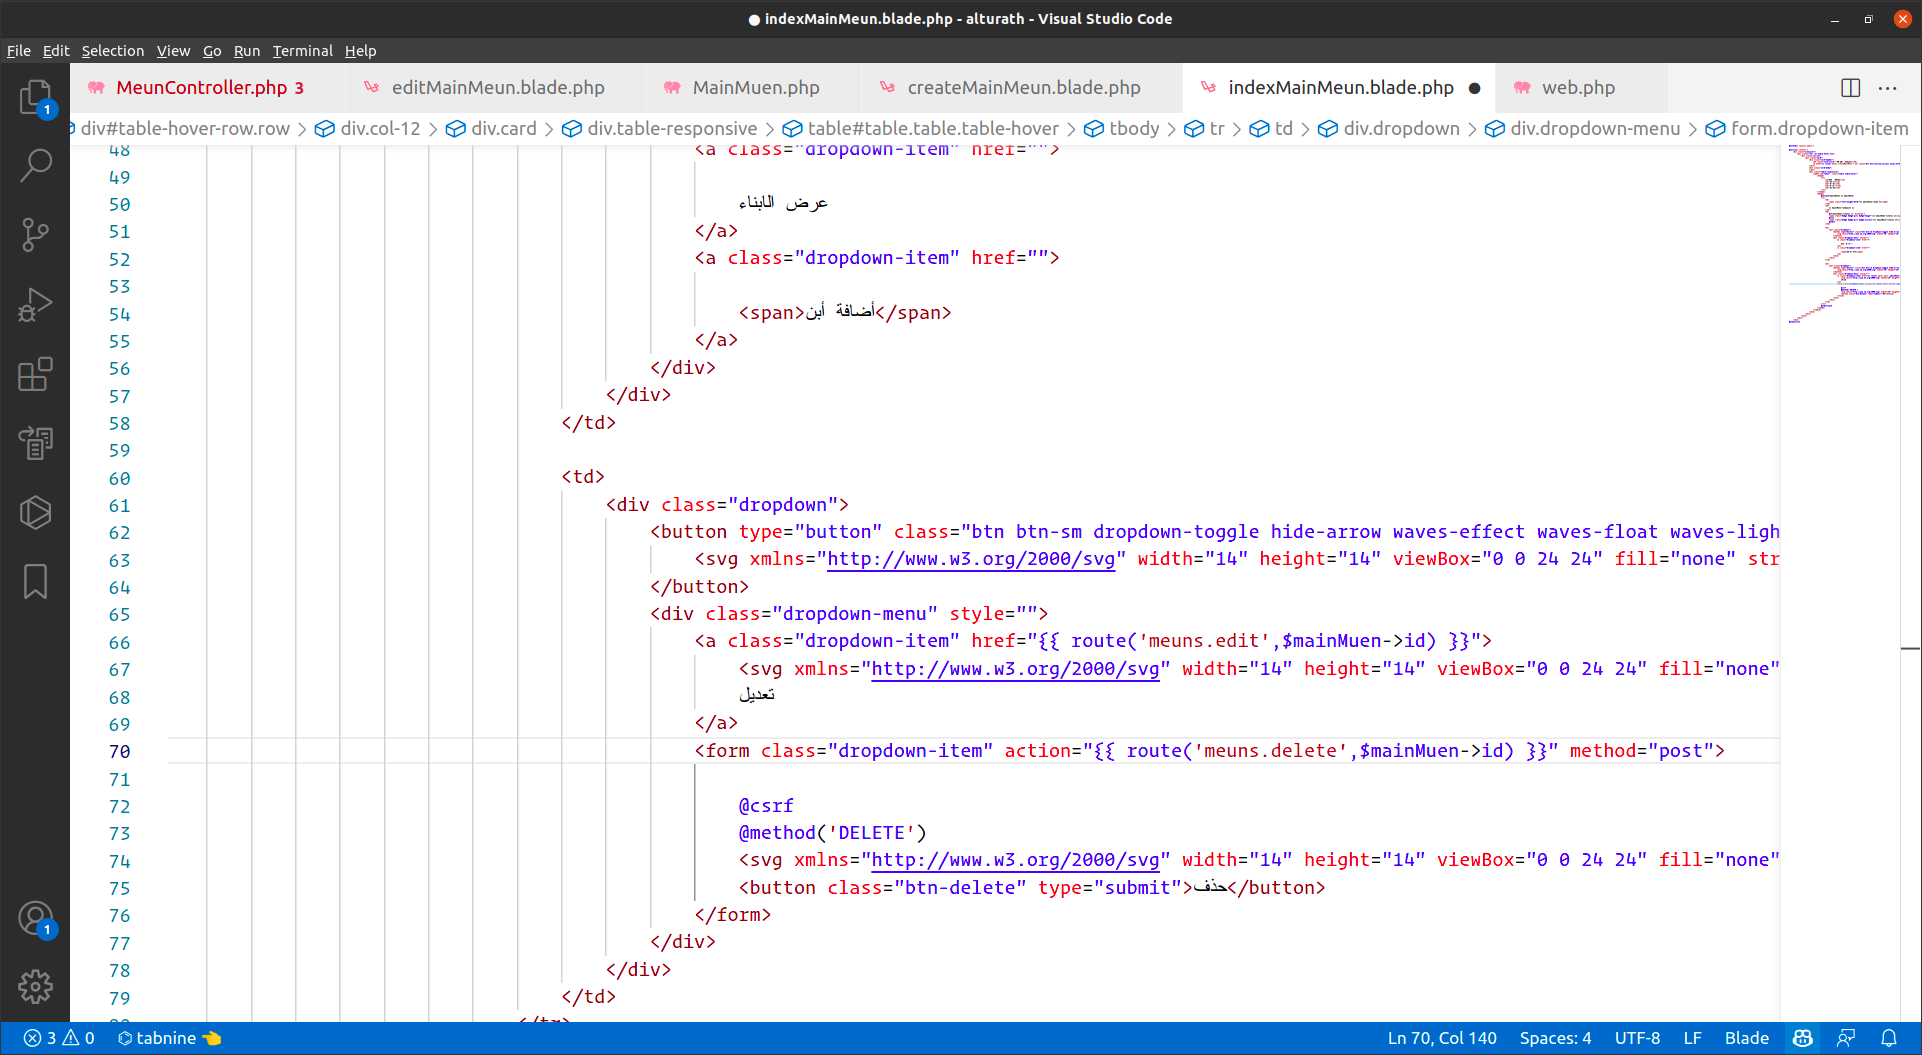 ● indexMainMeun.blade.php - alturath - Visual Studio Code
File Edit Selection View Go Run Terminal Help
MeunController.php 3 editMainMeun.blade.php MainMuen.php createMainMeun.blade.php indexMainMeun.blade.php ● web.php
div#table-hover-row.row > div.col-12 > div.card > div.table-responsive > table#table.table.table-hover > tbody > tr > td > div.dropdown > div.dropdown-menu > form.dropdown-item
48 <a class="dropdown-item" href="">
49
50 عرض الابناء
51 </a>
52 <a class="dropdown-item" href="">
53
54 <span>أضافة أبن</span>
55 </a>
56 </div>
57 </div>
58 </td>
59
60 <td>
61 <div class="dropdown">
62 <button type="button" class="btn btn-sm dropdown-toggle hide-arrow waves-effect waves-float waves-ligh
63 <svg xmlns="http://www.w3.org/2000/svg" width="14" height="14" viewBox="0 0 24 24" fill="none" str
64 </button>
65 <div class="dropdown-menu" style="">
66 <a class="dropdown-item" href="{{ route('meuns.edit',$mainMuen->id) }}">
67 <svg xmlns="http://www.w3.org/2000/svg" width="14" height="14" viewBox="0 0 24 24" fill="none"
68 تعديل
69 </a>
70 <form class="dropdown-item" action="{{ route('meuns.delete',$mainMuen->id) }}" method="post">
71
72 @csrf
73 @method('DELETE')
74 <svg xmlns="http://www.w3.org/2000/svg" width="14" height="14" viewBox="0 0 24 24" fill="none"
75 <button class="btn-delete" type="submit">حذف</button>
76 </form>
77 </div>
78 </div>
79 </td>
1
1
3 0 tabnine Ln 70, Col 140 Spaces: 4 UTF-8 LF Blade